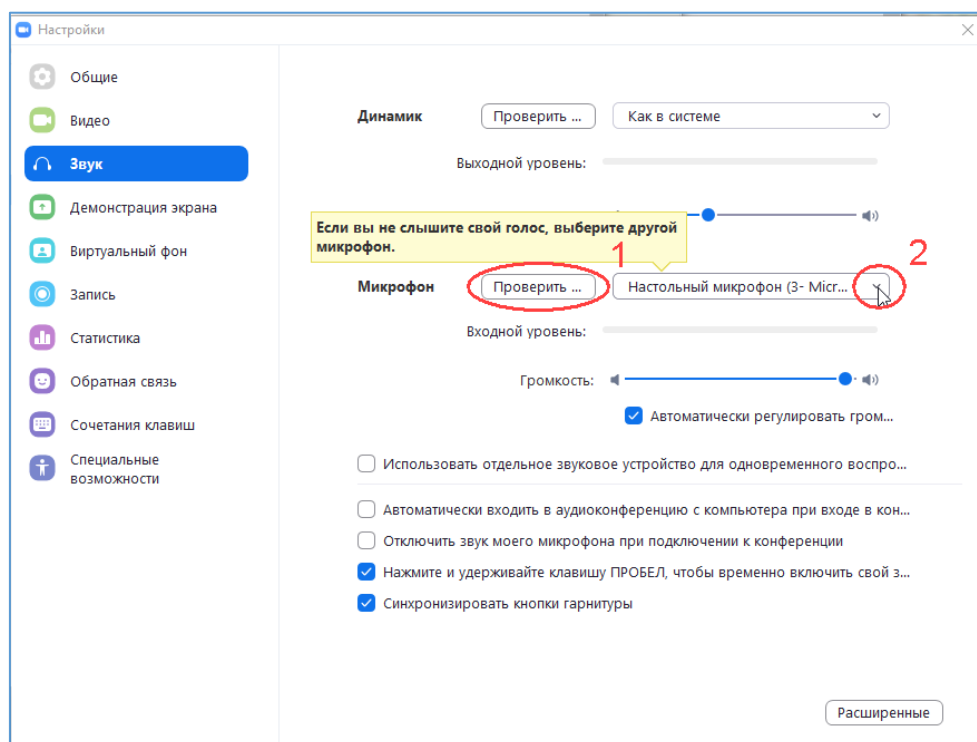 Настройки
Общие
Видео
Звук
Демонстрация экрана
Виртуальный фон
Запись
Статистика
Обратная связь
Сочетания клавиш
Специальные
возможности
Динамик
Проверить ...
Как в системе
Выходной уровень:
Если вы не слышите свой голос, выберите другой
микрофон.
1
2
Микрофон
Проверить ...
Настольный микрофон (3- Micr...
Входной уровень:
Громкость:
Автоматически регулировать гром...
Использовать отдельное звуковое устройство для одновременного воспро...
Автоматически входить в аудиоконференцию с компьютера при входе в кон...
Отключить звук моего микрофона при подключении к конференции
Нажмите и удерживайте клавишу ПРОБЕЛ, чтобы временно включить свой з...
Синхронизировать кнопки гарнитуры
Расширенные